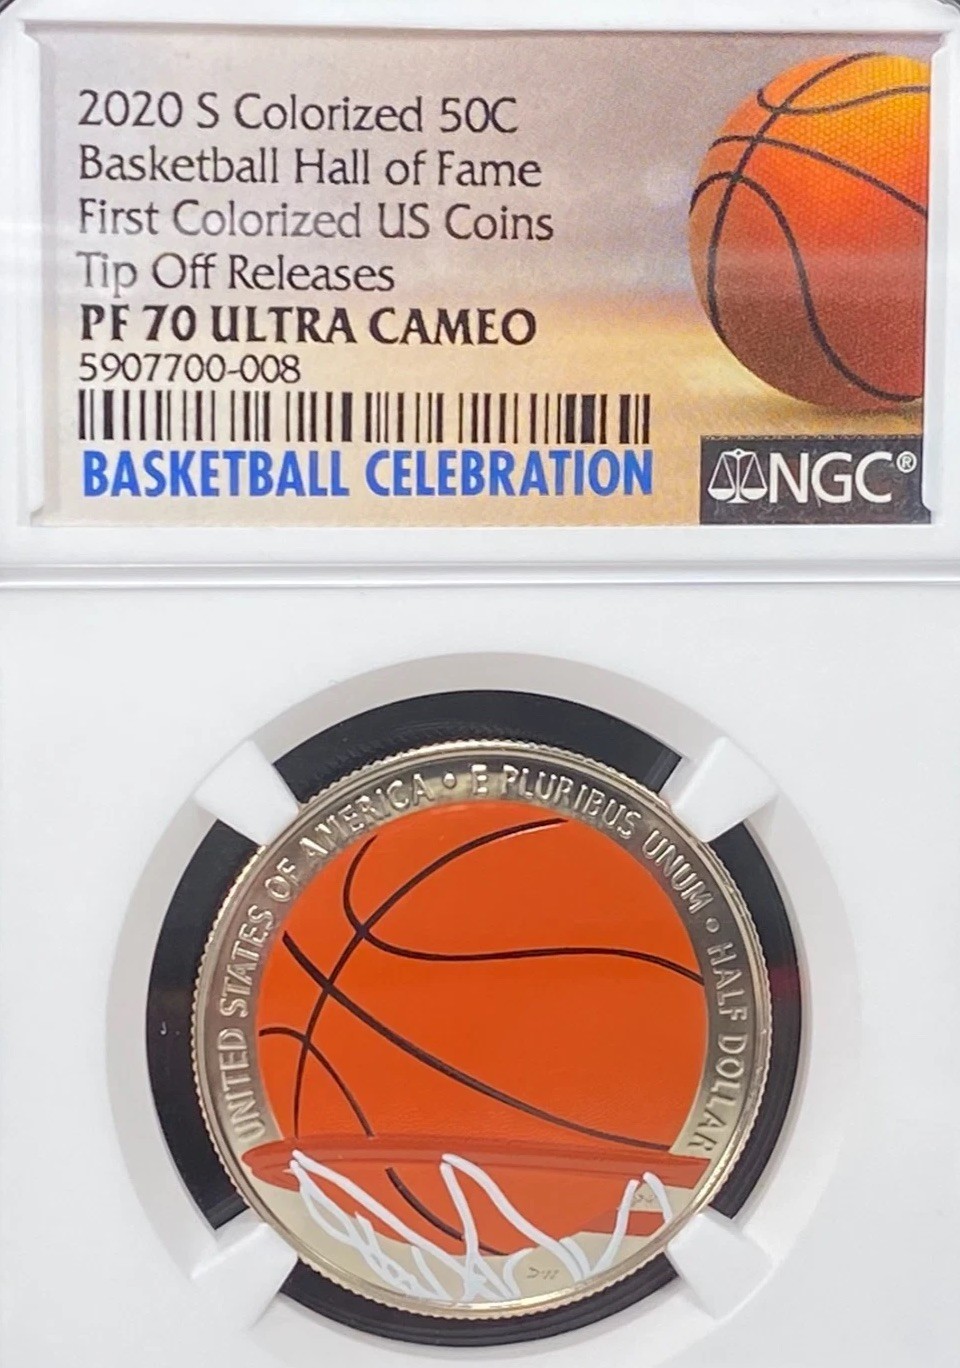 2020 S Colorized 50C
Basketball Hall of Fame
First Colorized US Coins
Tip Off Releases
PF 70 ULTRA CAMEO
5907700-008
BASKETBALL CELEBRATION
NGC®
UNITED STATES OF AMERICA • E PLURIBUS UNUM • HALF DOLLAR